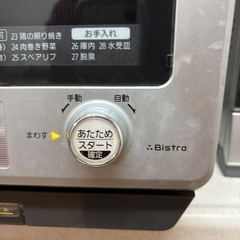 23 鶏の照り焼き
24 肉巻き野菜
25 スペアリブ
お手入れ
26 庫内 28 水受皿
27 脱臭
手動 自動
まわす
あたため
スタート
確定
Bistro